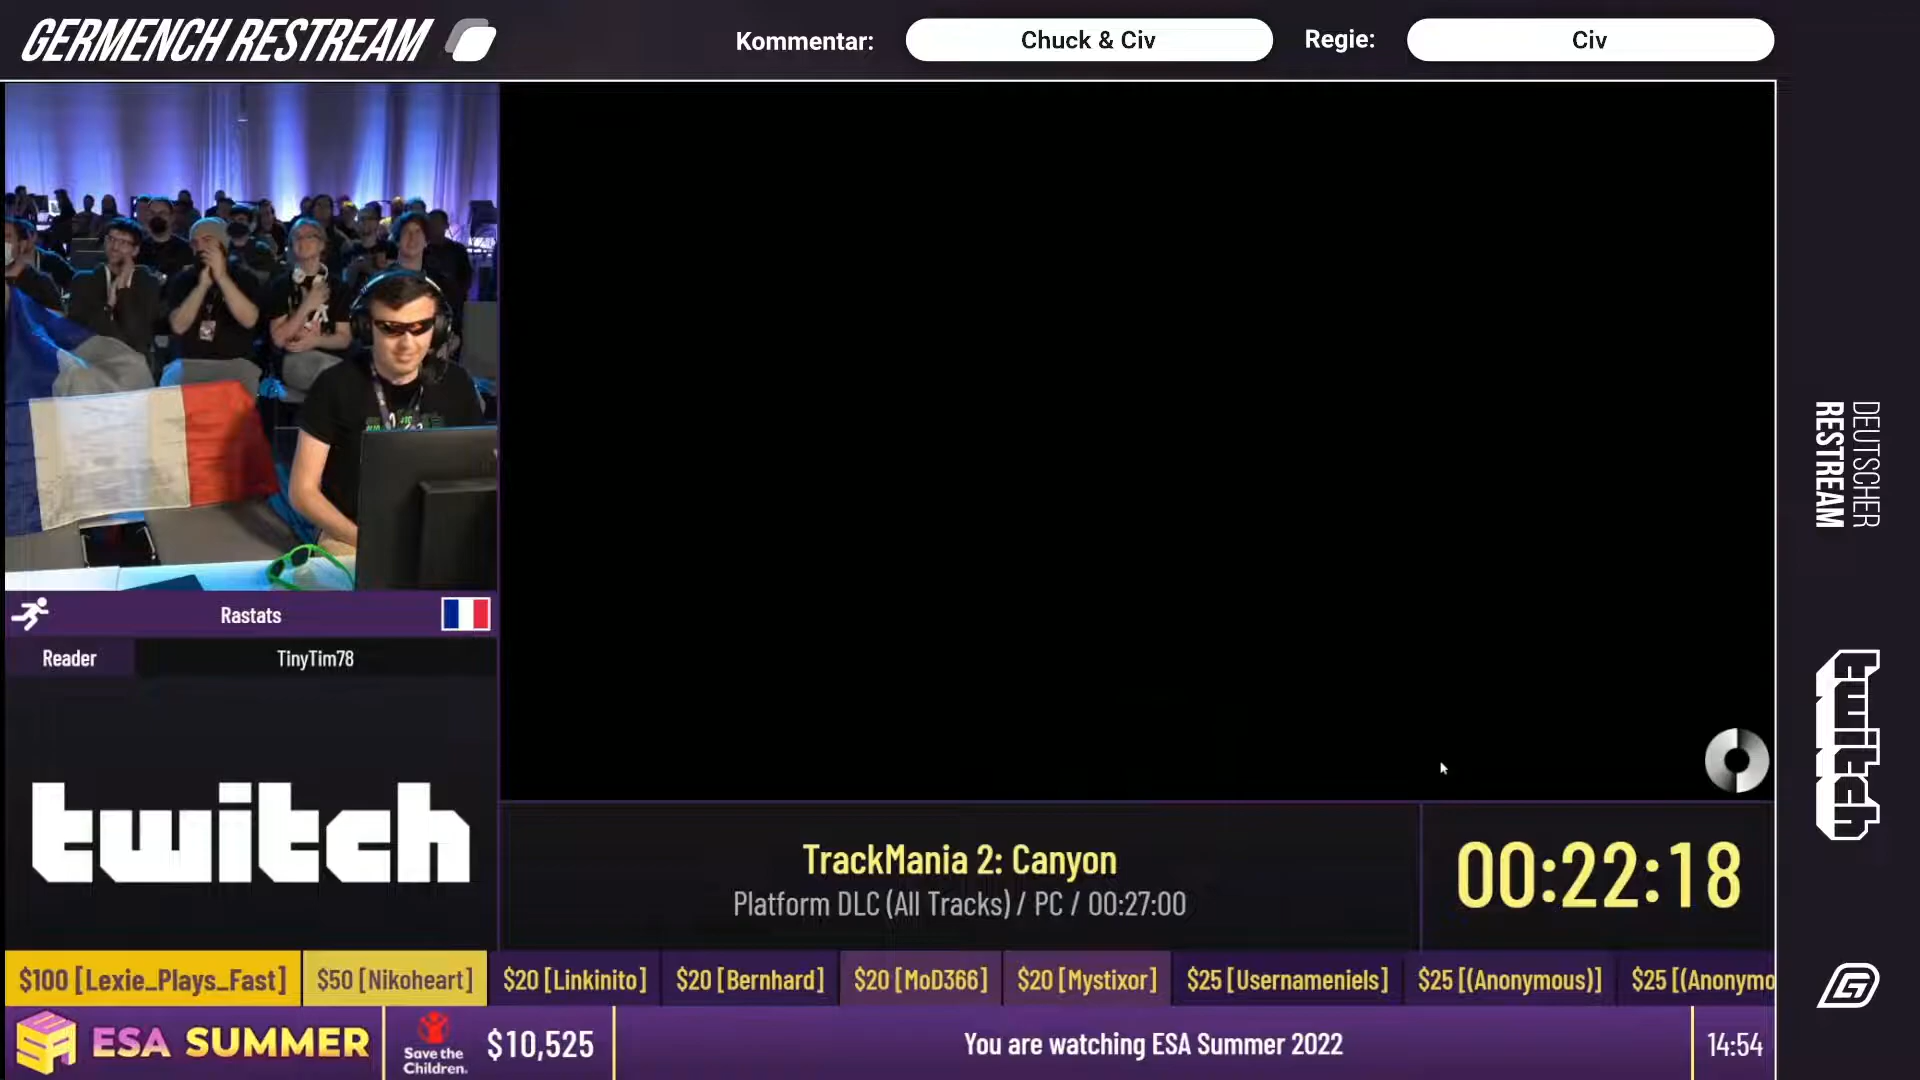 GERMENCH RESTREAM
Kommentar:
Chuck & Civ
Regie:
Civ
Rastats
Reader
TinyTim78
twitch
TrackMania 2: Canyon
Platform DLC (All Tracks) / PC / 00:27:00
00:22:18
$100 [Lexie_Plays_Fast]
$50 [Nikoheart]
$20 [Linkinito]
$20 [Bernhard]
$20 [MoD366]
$20 [Mystixor]
$25 [Usernameniels]
$25 [(Anonymous)]
$25 [(Anonymo
ESA SUMMER
Save the
Children.
$10,525
You are watching ESA Summer 2022
14:54
DEUTSCHER
RESTREAM
twitch
G